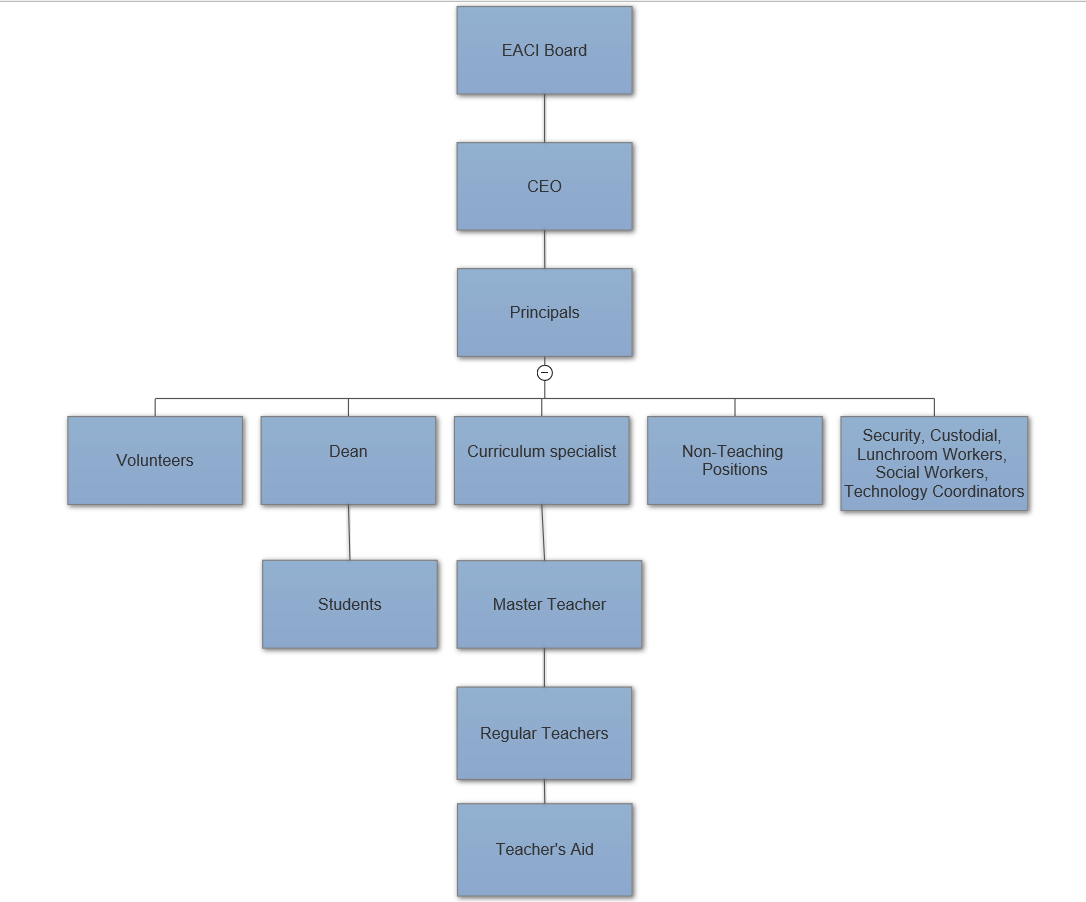 EACI Board
CEO
Principals
Volunteers
Dean
Curriculum specialist
Non-Teaching
Positions
Security, Custodial,
Lunchroom Workers,
Social Workers,
Technology Coordinators
Students
Master Teacher
Regular Teachers
Teacher's Aid